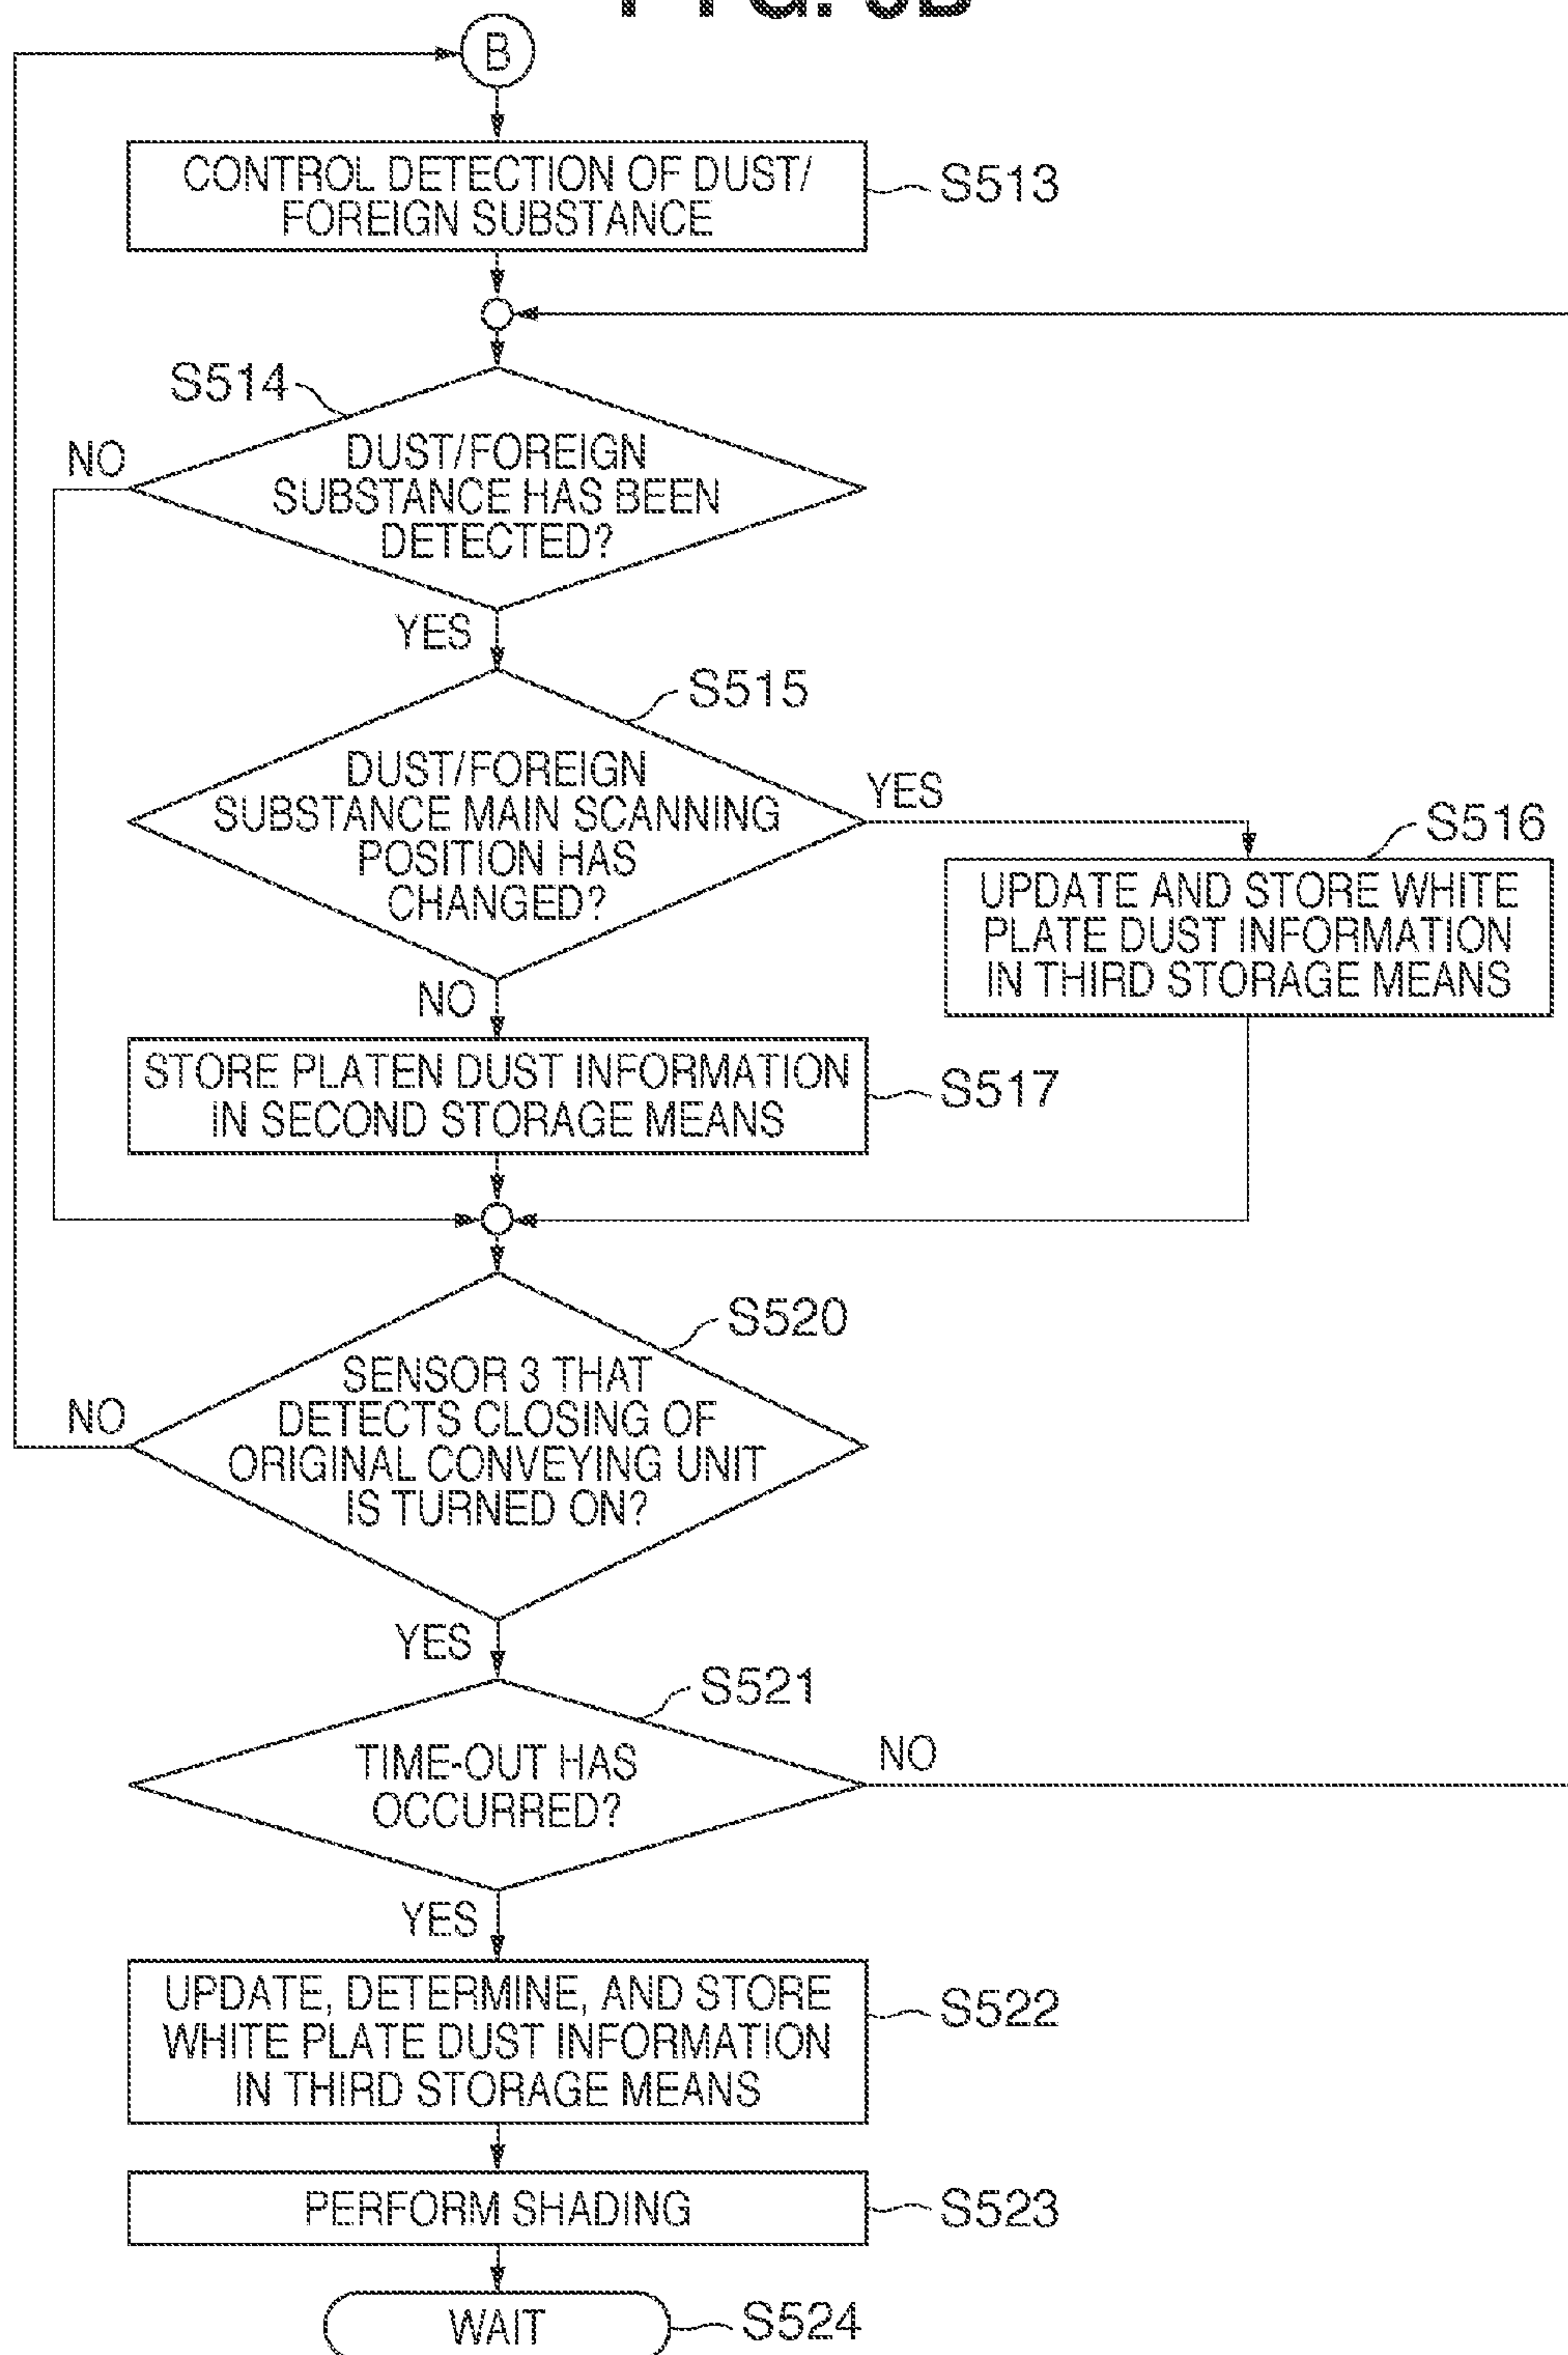 B
CONTROL DETECTION OF DUST/
FOREIGN SUBSTANCE
S513
S514
NO
DUST/FOREIGN
SUBSTANCE HAS BEEN
DETECTED?
YES
S515
DUST/FOREIGN
SUBSTANCE MAIN SCANNING
POSITION HAS
CHANGED?
YES
S516
UPDATE AND STORE WHITE
PLATE DUST INFORMATION
IN THIRD STORAGE MEANS
NO
STORE PLATEN DUST INFORMATION
IN SECOND STORAGE MEANS
S517
S520
SENSOR 3 THAT
DETECTS CLOSING OF
ORIGINAL CONVEYING UNIT
IS TURNED ON?
NO
YES
S521
TIME-OUT HAS
OCCURRED?
NO
YES
UPDATE, DETERMINE, AND STORE
WHITE PLATE DUST INFORMATION
IN THIRD STORAGE MEANS
S522
PERFORM SHADING
S523
WAIT
S524